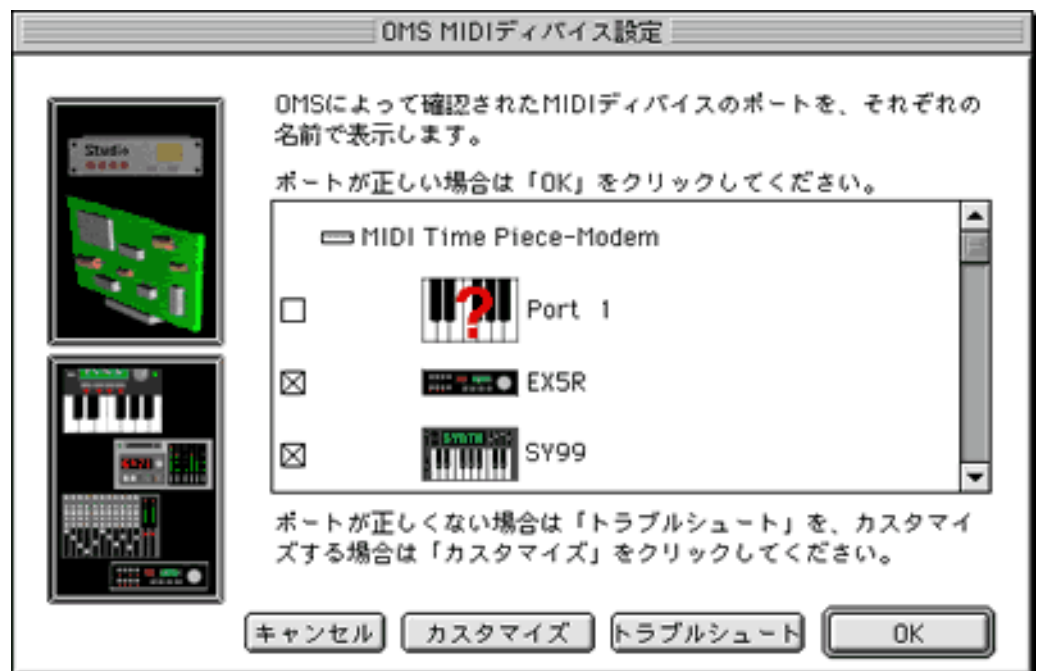 OMS MIDIディバイス設定
OMSによって確認されたMIDIディバイスのポートを、それぞれの
名前で表示します。
ポートが正しい場合は「OK」をクリックしてください。
Studio
MIDI Time Piece-Modem
Port 1
EX5R
SYNTH
SY99
ポートが正しくない場合は「トラブルシュート」を、カスタマイ
ズする場合は「カスタマイズ」をクリックしてください。
キャンセル
カスタマイズ
トラブルシュート
OK